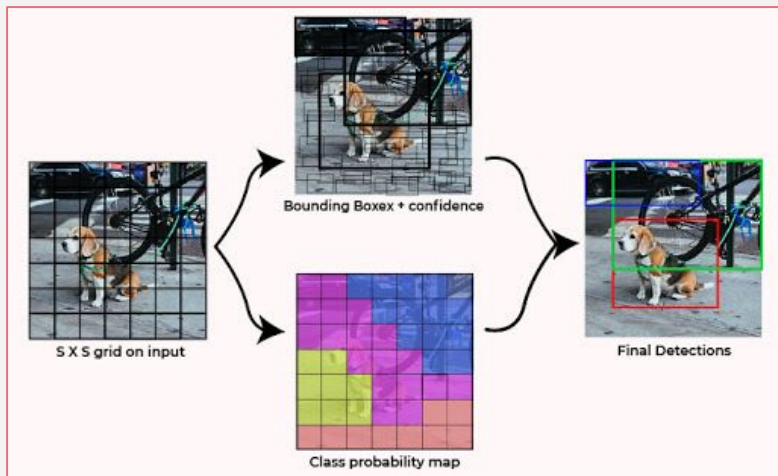 Bounding Boxex + confidence
S X S grid on input
Final Detections
Class probability map